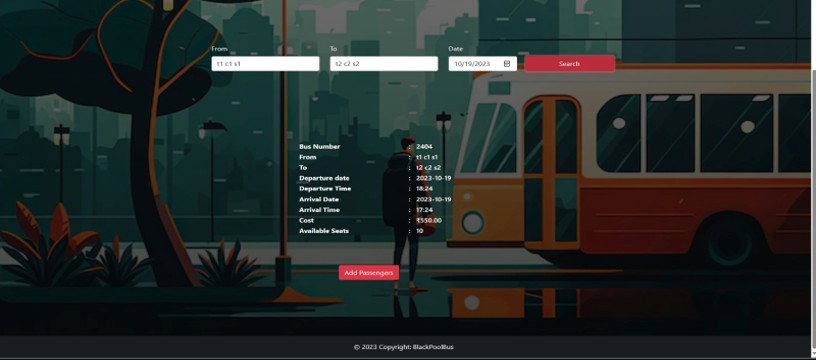 From To Date
t1 c1 s1 t2 c2 s2 10/19/2023 Search
Bus Number : 2404
From : t1 c1 s1
To : t2 c2 s2
Departure date : 2023-10-19
Departure Time : 18:24
Arrival Date : 2023-10-19
Arrival Time : 17:24
Cost : ₹550.00
Available Seats : 10
Add Passengers
© 2023 Copyright: BlackPoolBus